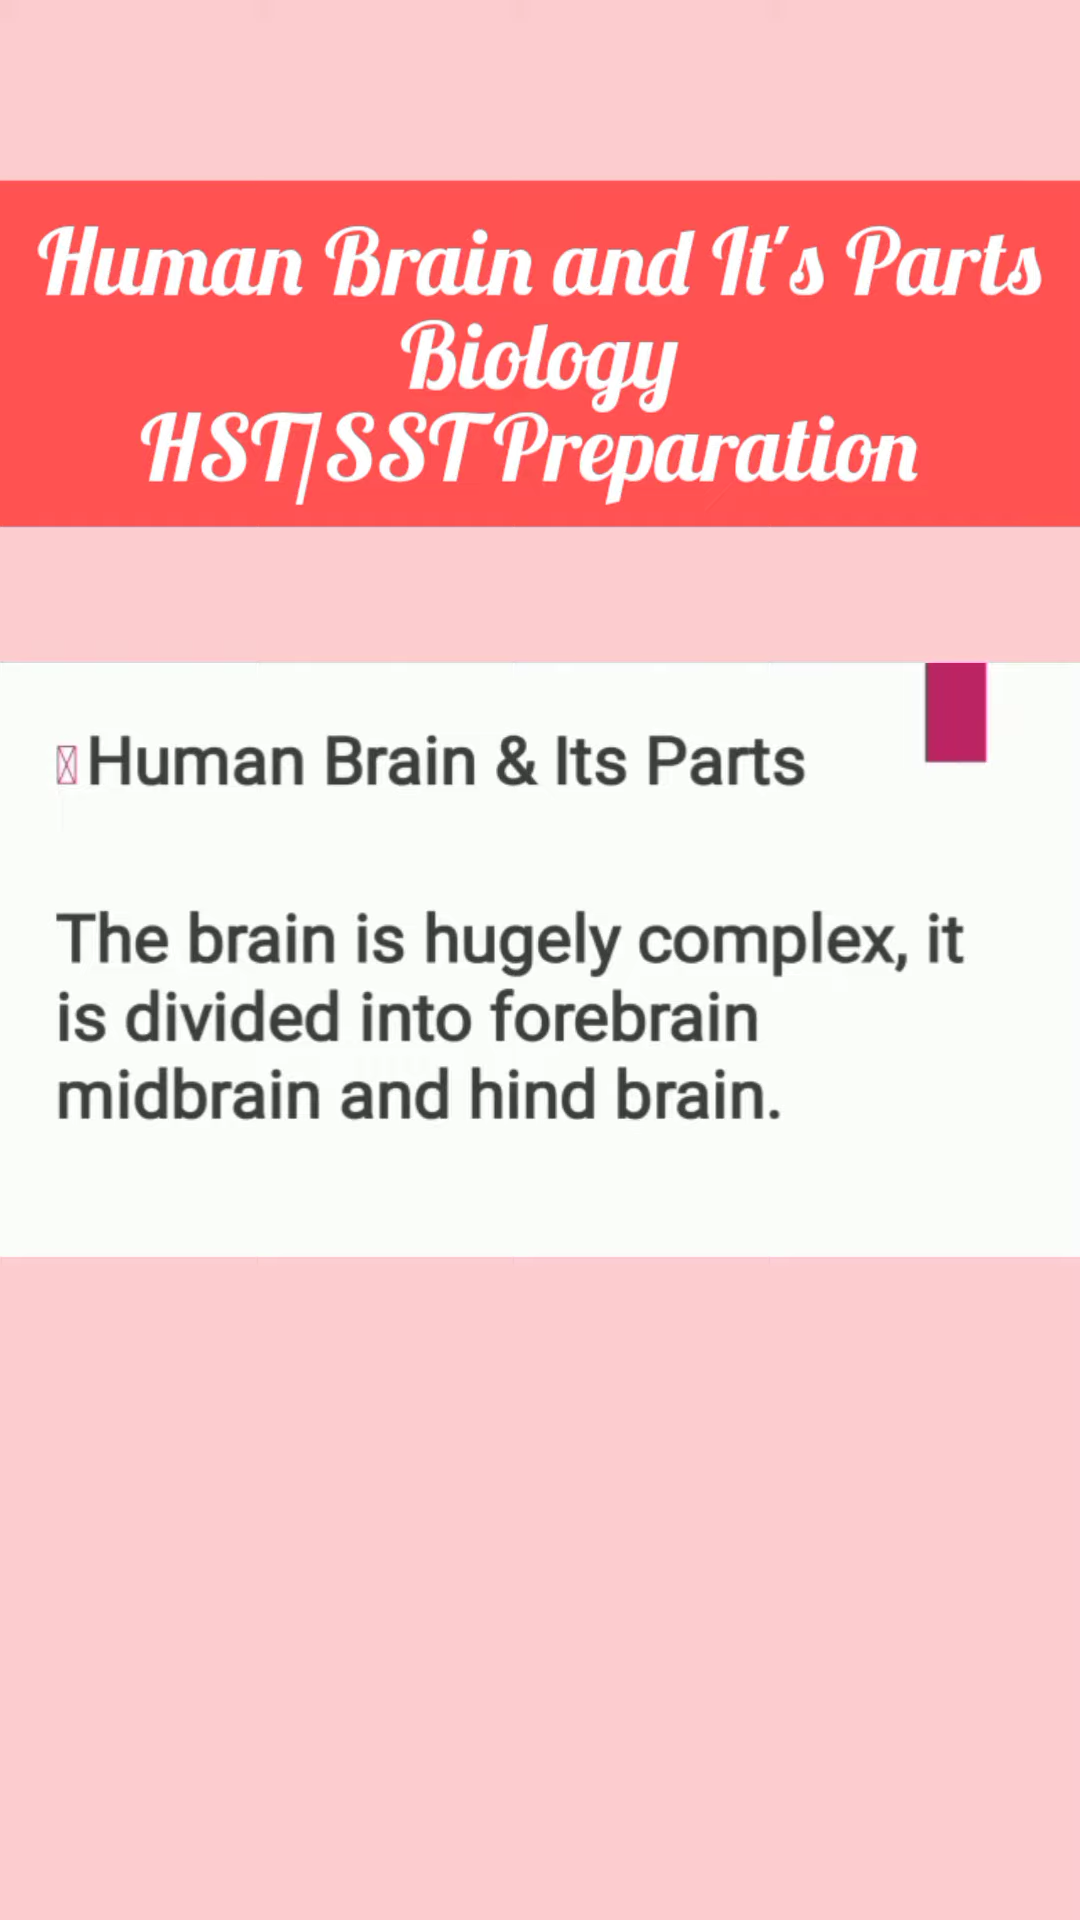 Human Brain and It's Parts
Biology
HST/SST Preparation
Human Brain & Its Parts
The brain is hugely complex, it
is divided into forebrain
midbrain and hind brain.